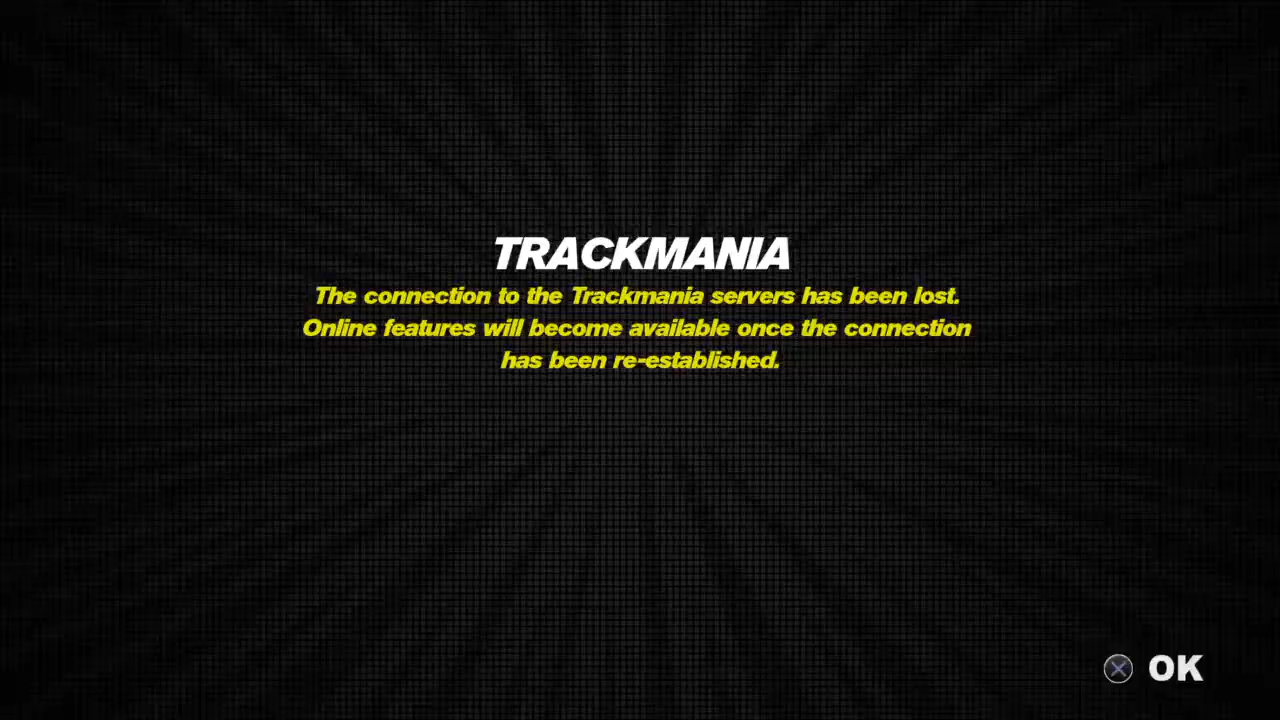 TRACKMANIA
The connection to the Trackmania servers has been lost.
Online features will become available once the connection
has been re-established.
OK